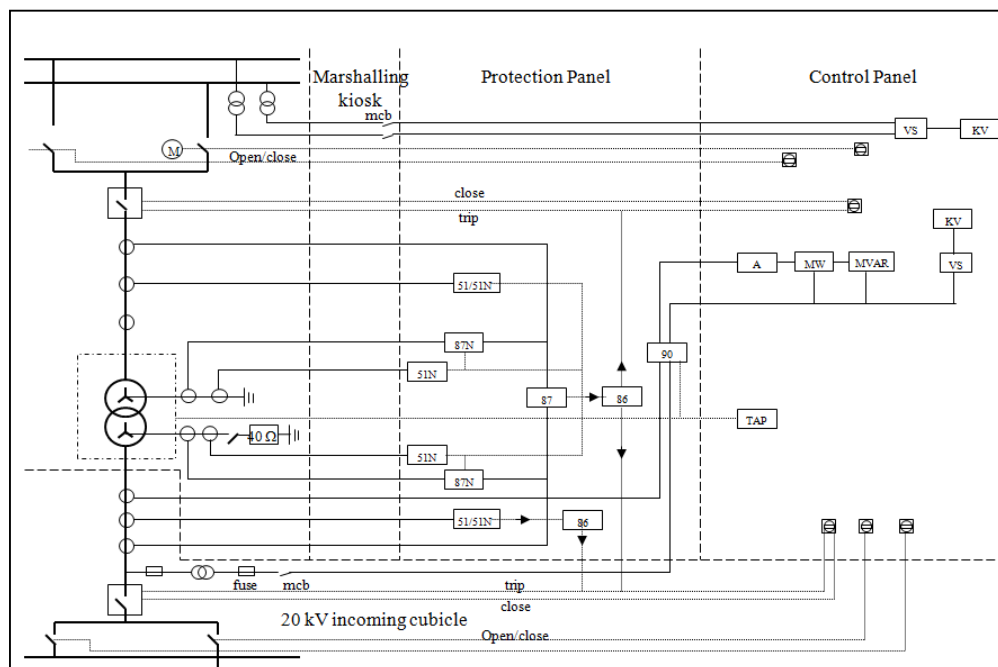 Marshalling
kiosk
Protection Panel
Control Panel
mcb
VS
KV
M
Open/close
close
trip
KV
A
MW
MVAR
VS
51/51N
87N
90
51N
87
86
40 Ω
TAP
51N
87N
51/51N
86
fuse
mcb
trip
close
20 kV incoming cubicle
Open/close